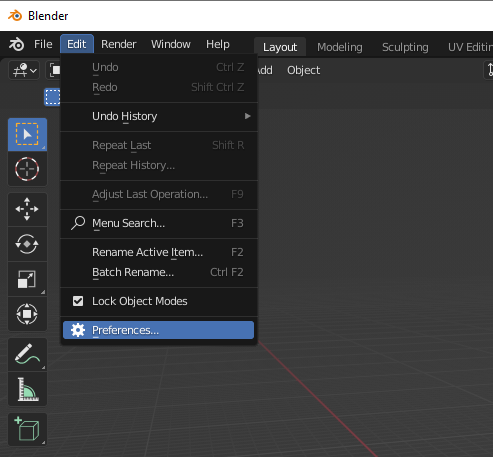 Blender
File Edit Render Window Help Layout Modeling Sculpting UV Editin
Add Object
Undo Ctrl Z
Redo Shift Ctrl Z
Undo History
Repeat Last Shift R
Repeat History...
Adjust Last Operation... F9
Menu Search... F3
Rename Active Item... F2
Batch Rename... Ctrl F2
Lock Object Modes
Preferences...